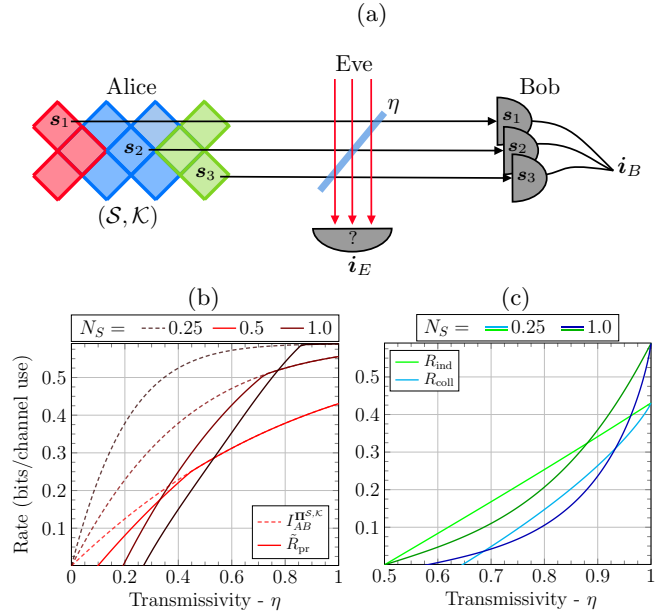 (a)
Alice
Eve
Bob
η
s₁
s₂
s₃
s₁
s₂
s₃
(𝒮, 𝒦)
?
i_E
i_B
(b)
N_S = 0.25 0.5 1.0
Rate (bits/channel use)
0.5
0.4
0.3
0.2
0.1
I_{AB}^{Π^{𝒮,𝒦}}
R̃_pr
0 0.2 0.4 0.6 0.8 1
Transmissivity - η
(c)
N_S = 0.25 1.0
R_ind
R_coll
0.5
0.4
0.3
0.2
0.1
0.5 0.6 0.7 0.8 0.9 1
Transmissivity - η